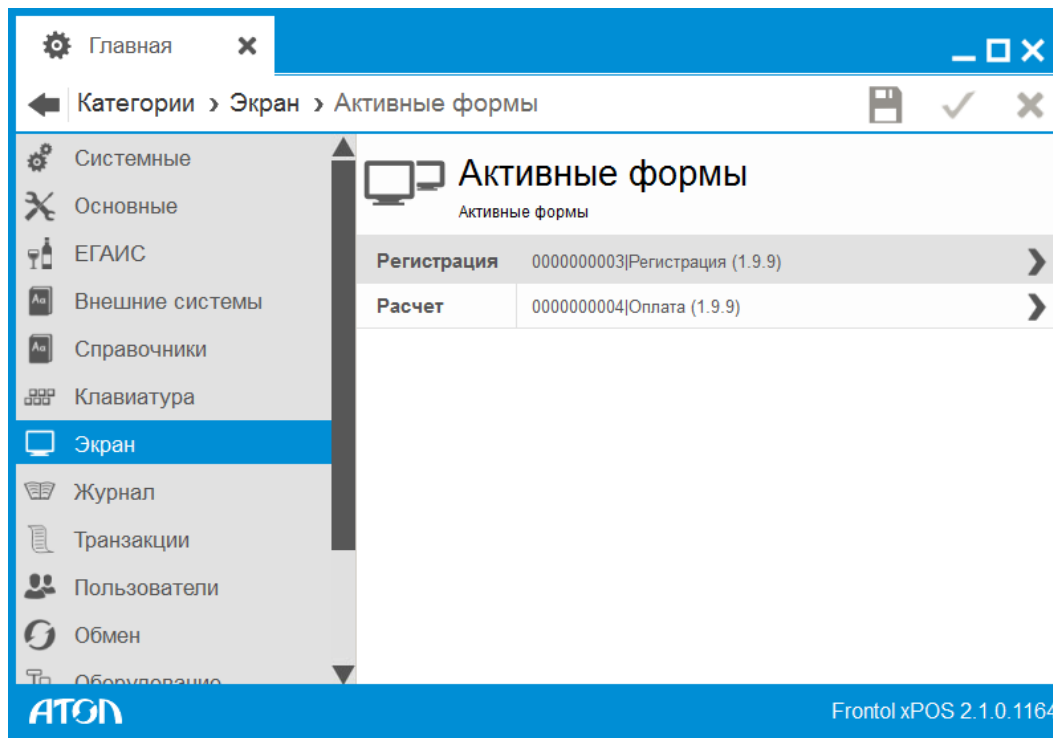 Главная
Категории › Экран › Активные формы
Системные
Основные
ЕГАИС
Внешние системы
Справочники
Клавиатура
Экран
Журнал
Транзакции
Пользователи
Обмен
Оборудование
Активные формы
Активные формы
Регистрация 0000000003|Регистрация (1.9.9)
Расчет 0000000004|Оплата (1.9.9)
АТОЛ
Frontol xPOS 2.1.0.1164